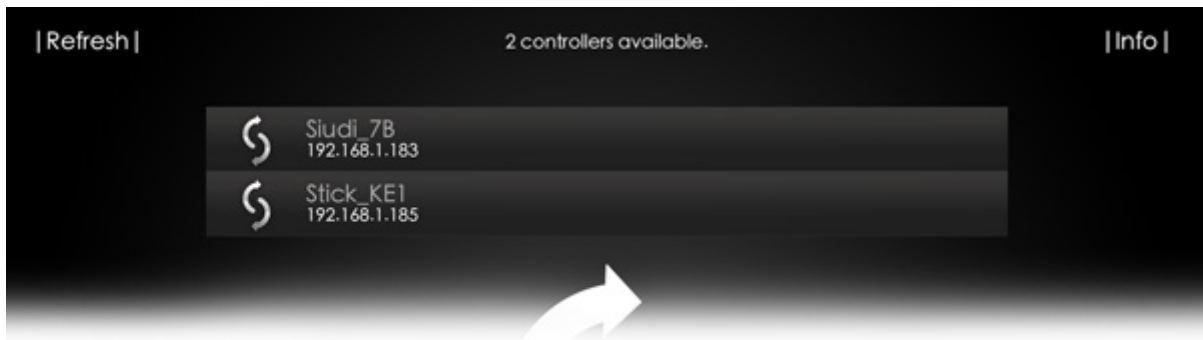 |Refresh|
2 controllers available.
|Info|
Siudi_7B
192.168.1.183
Stick_KE1
192.168.1.185